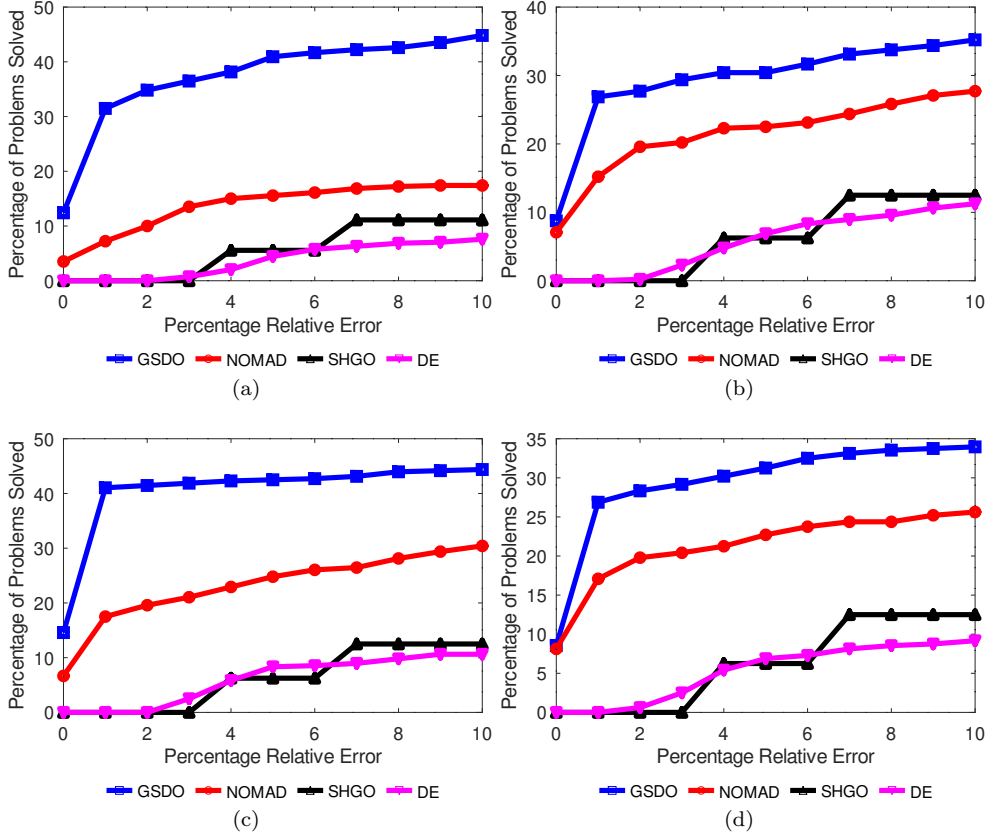 50
40
30
20
10
0
Percentage of Problems Solved
0 2 4 6 8 10
Percentage Relative Error
GSDO NOMAD SHGO DE
(a)
40
30
20
10
0
Percentage of Problems Solved
0 2 4 6 8 10
Percentage Relative Error
GSDO NOMAD SHGO DE
(b)
50
40
30
20
10
0
Percentage of Problems Solved
0 2 4 6 8 10
Percentage Relative Error
GSDO NOMAD SHGO DE
(c)
35
30
25
20
15
10
5
0
Percentage of Problems Solved
0 2 4 6 8 10
Percentage Relative Error
GSDO NOMAD SHGO DE
(d)